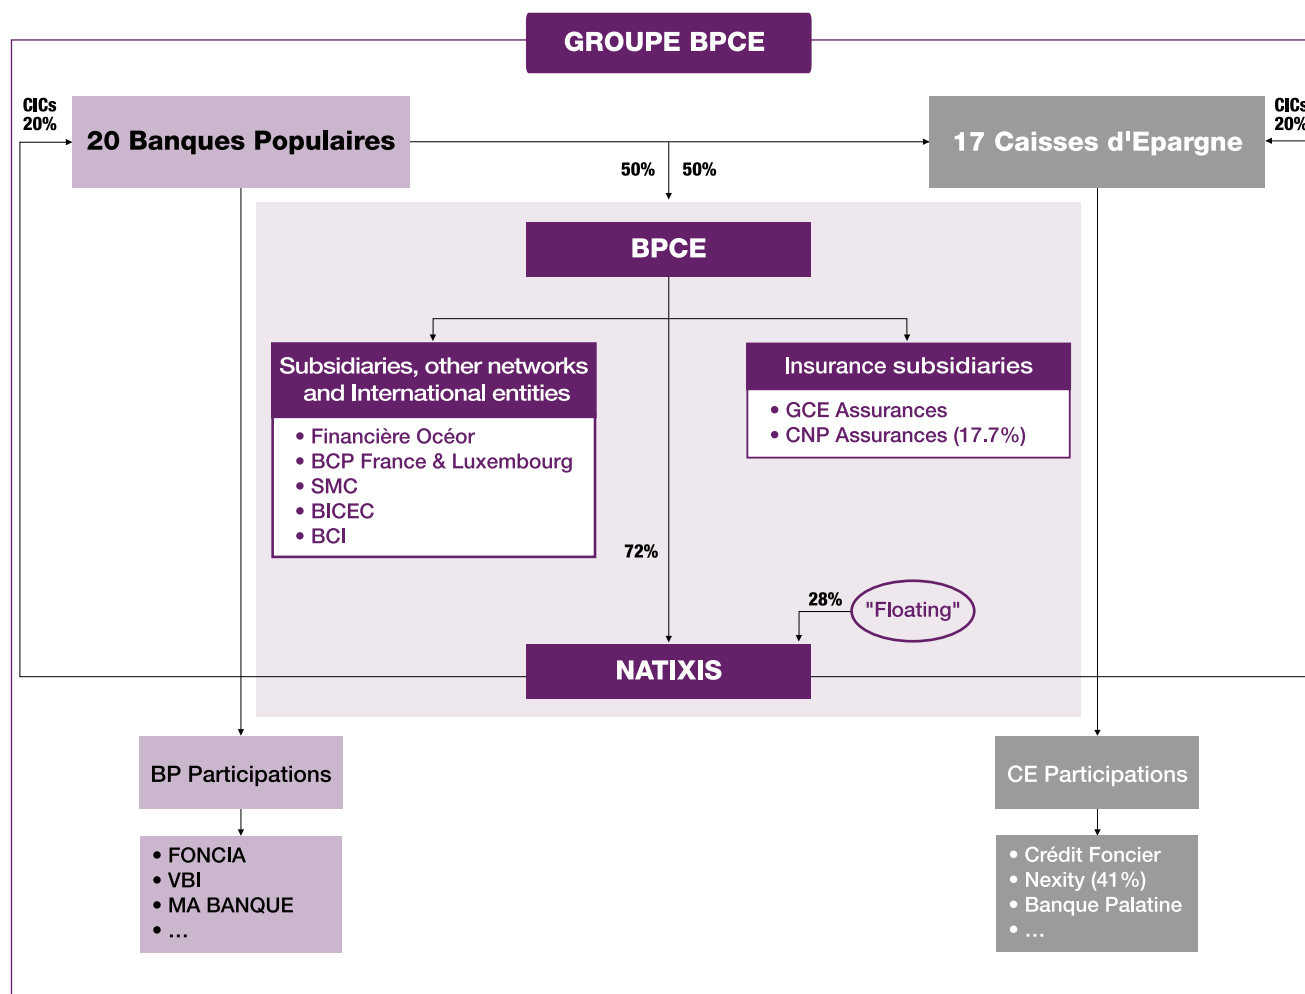 GROUPE BPCE
CICs
20%
20 Banques Populaires
17 Caisses d'Epargne
CICs
20%
50%
50%
BPCE
Subsidiaries, other networks
and International entities
• Financière Océor
• BCP France & Luxembourg
• SMC
• BICEC
• BCI
Insurance subsidiaries
• GCE Assurances
• CNP Assurances (17.7%)
72%
28%
"Floating"
NATIXIS
BP Participations
CE Participations
• FONCIA
• VBI
• MA BANQUE
• ...
• Crédit Foncier
• Nexity (41%)
• Banque Palatine
• ...